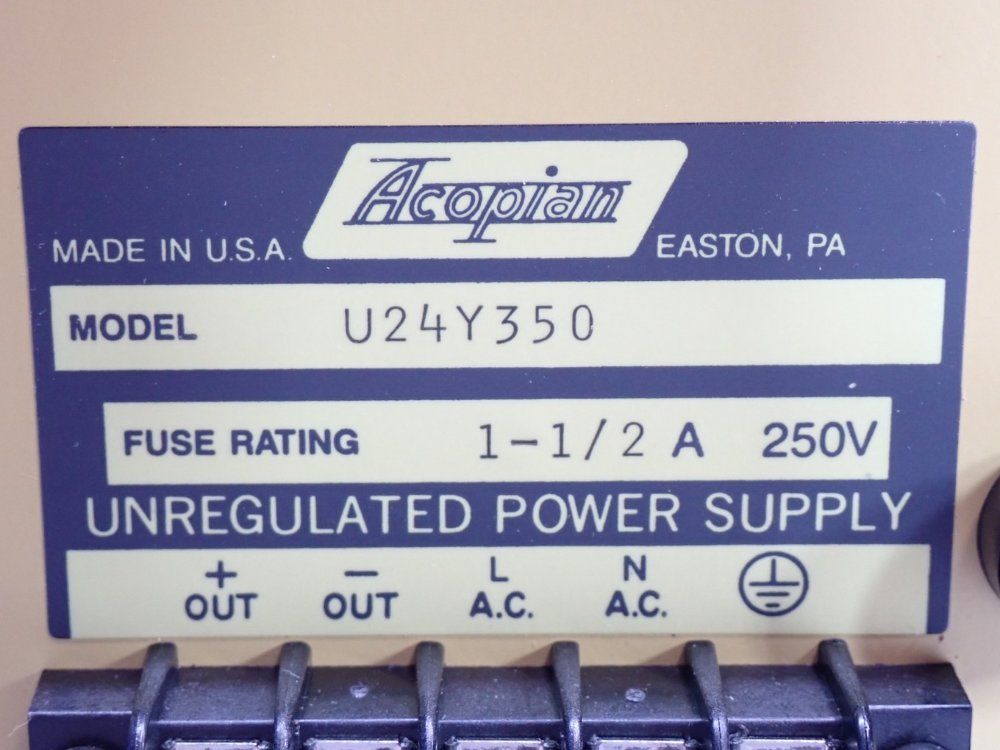 Acopian
MADE IN U.S.A. EASTON, PA
MODEL U24Y350
FUSE RATING 1-1/2 A 250V
UNREGULATED POWER SUPPLY
+ − L N
OUT OUT A.C. A.C.